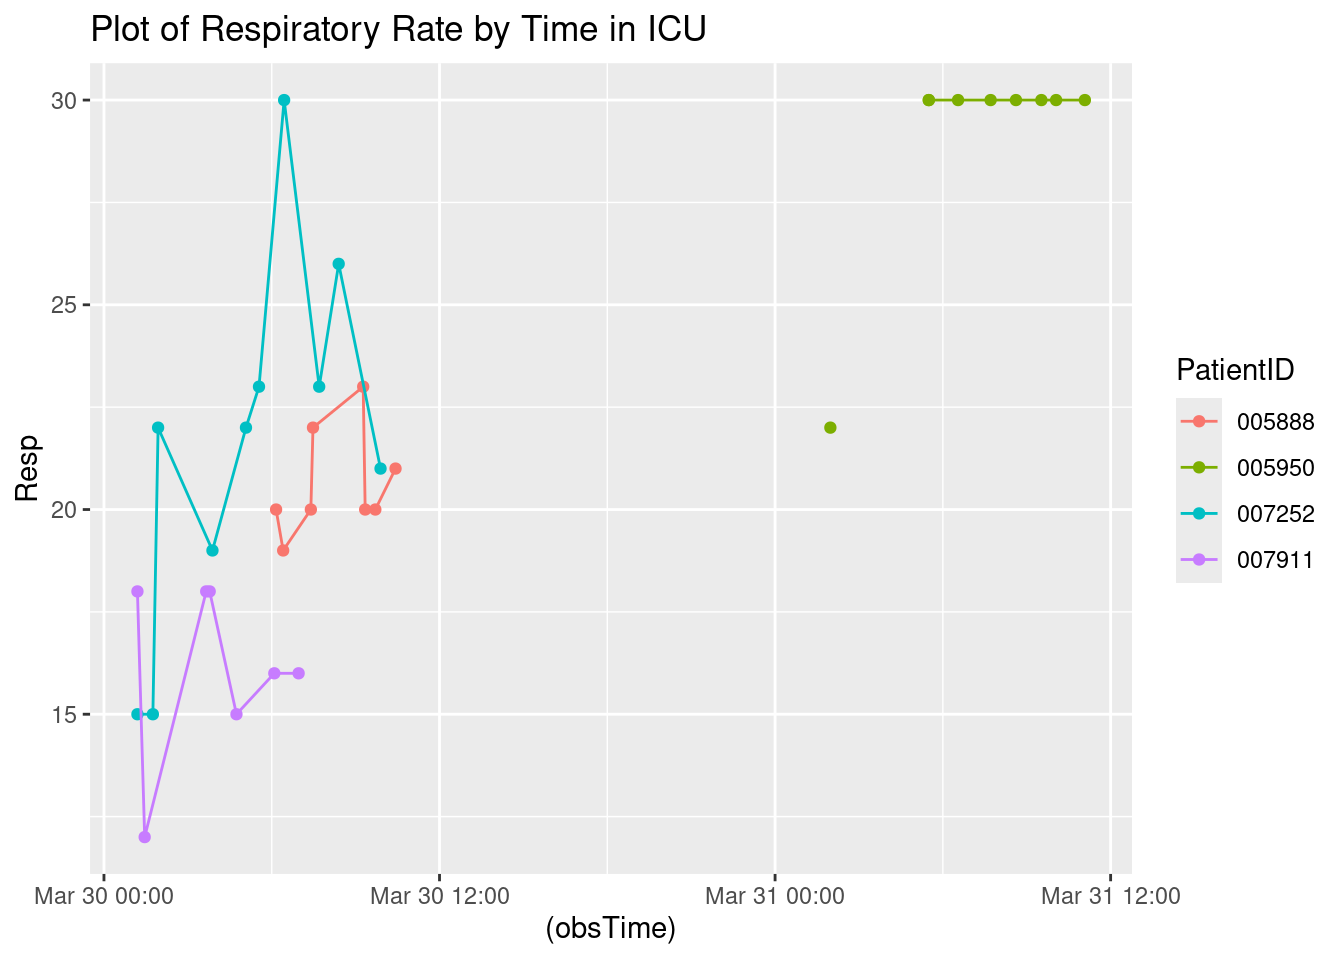 Plot of Respiratory Rate by Time in ICU
30
25
20
15
Resp
Mar 30 00:00
Mar 30 12:00
Mar 31 00:00
Mar 31 12:00
(obsTime)
PatientID
005888
005950
007252
007911